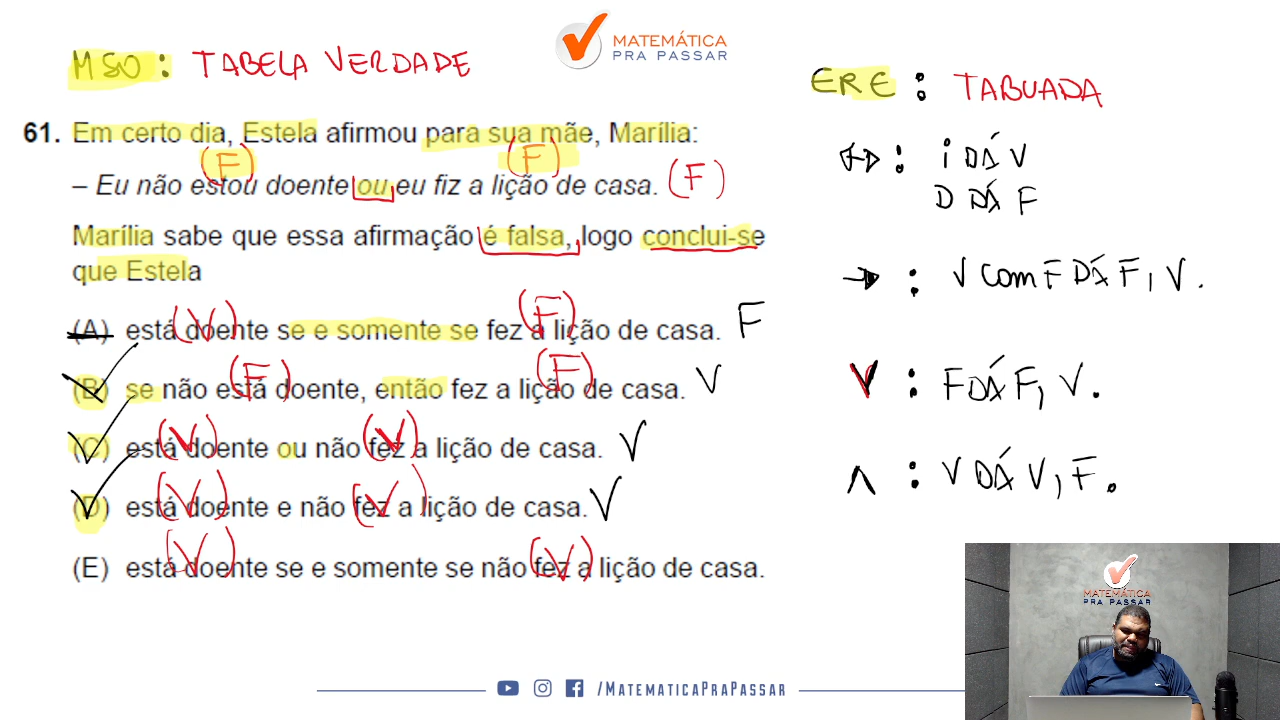 MATEMÁTICA
PRA PASSAR
MSO : TABELA VERDADE
61. Em certo dia, Estela afirmou para sua mãe, Marília:
(F) (F)
– Eu não estou doente ou eu fiz a lição de casa. (F)
Marília sabe que essa afirmação é falsa, logo conclui-se
que Estela
(V) (F)
(A) está doente se e somente se fez a lição de casa. F
(F) (F)
(B) se não está doente, então fez a lição de casa. V
(V) (V)
(C) está doente ou não fez a lição de casa. V
(V) (V)
(D) está doente e não fez a lição de casa. V
(V) (V)
(E) está doente se e somente se não fez a lição de casa.
ERE : TABUADA
↔ : i DÁ V
D DÁ F
→ : V com F DÁ F, V.
V : F DÁ F, V.
Λ : V DÁ V, F.
MATEMÁTICA
PRA PASSAR
/MATEMATICAPRAPASSAR